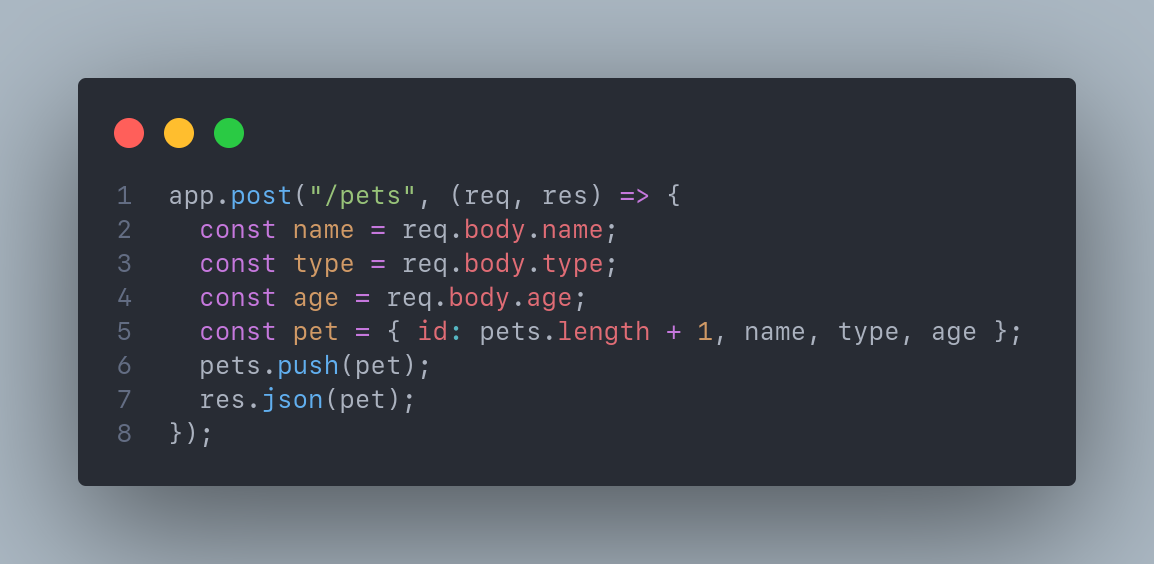 1 app.post("/pets", (req, res) => {
2   const name = req.body.name;
3   const type = req.body.type;
4   const age = req.body.age;
5   const pet = { id: pets.length + 1, name, type, age };
6   pets.push(pet);
7   res.json(pet);
8 });